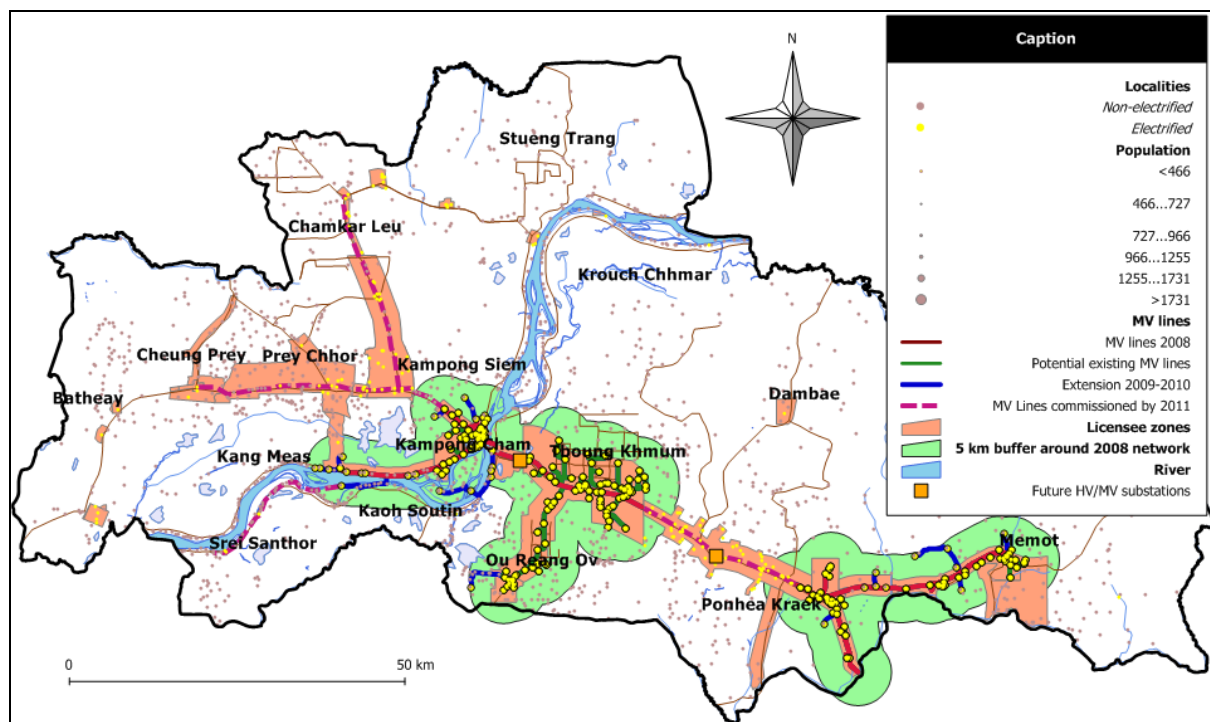 Caption
Localities
Non-electrified
Electrified
Population
<466
466...727
727...966
966...1255
1255...1731
>1731
MV lines
MV lines 2008
Potential existing MV lines
Extension 2009-2010
MV Lines commissioned by 2011
Licensee zones
5 km buffer around 2008 network
River
Future HV/MV substations
N
Stueng Trang
Chamkar Leu
Krouch Chhmar
Cheung Prey
Prey Chhor
Kampong Siem
Batheay
Dambae
Kampong Cham
Tboung Khmum
Kang Meas
Kaoh Soutin
Srei Santhor
Memot
Ou Reang Ov
Ponhea Kraek
0
50 km